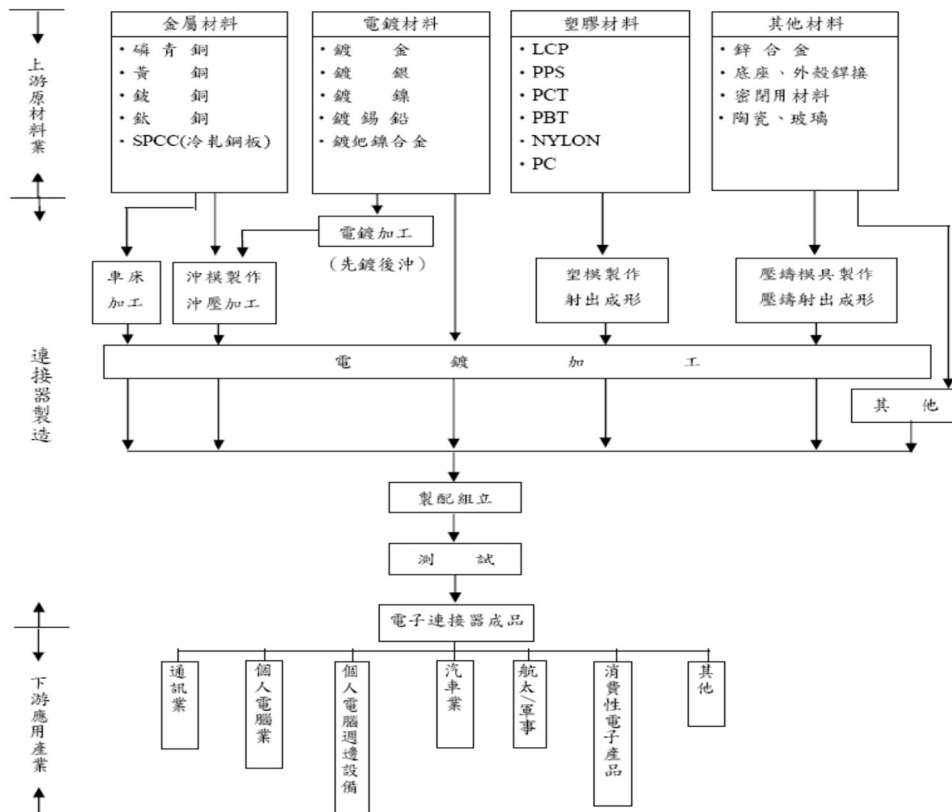 金屬材料
・磷青銅
・黃銅
・鈹銅
・鈦銅
・SPCC(冷軋鋼板)
電鍍材料
・鍍金
・鍍銀
・鍍鎳
・鍍錫鉛
・鍍鈀鎳合金
塑膠材料
・LCP
・PPS
・PCT
・PBT
・NYLON
・PC
其他材料
・鋅合金
・底座、外殼銲接
・密閉用材料
・陶瓷、玻璃
上游原材料業
電鍍加工
(先鍍後沖)
車床
加工
沖模製作
沖壓加工
塑模製作
射出成形
壓鑄模具製作
壓鑄射出成形
連接器製造
電鍍加工
其他
製配組立
測試
電子連接器成品
下游應用產業
通訊業
個人電腦業
個人電腦週邊設備
汽車業
航太/軍事
消費性電子產品
其他